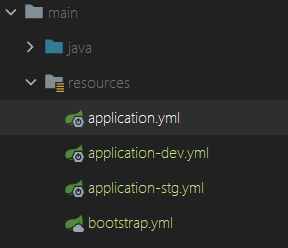 main
java
resources
application.yml
application-dev.yml
application-stg.yml
bootstrap.yml